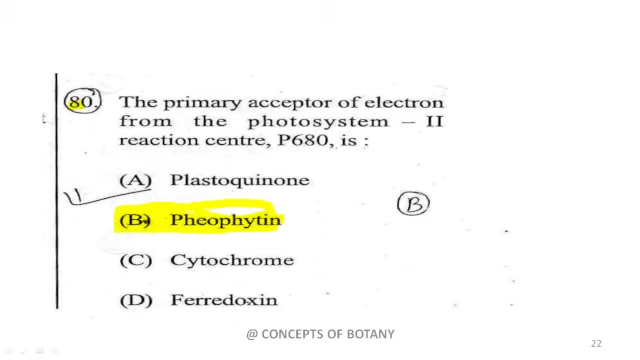 80.
The primary acceptor of electron
from the photosystem – II
reaction centre, P680, is :
(A) Plastoquinone
(B) Pheophytin
(B)
(C) Cytochrome
(D) Ferredoxin
@ CONCEPTS OF BOTANY
22